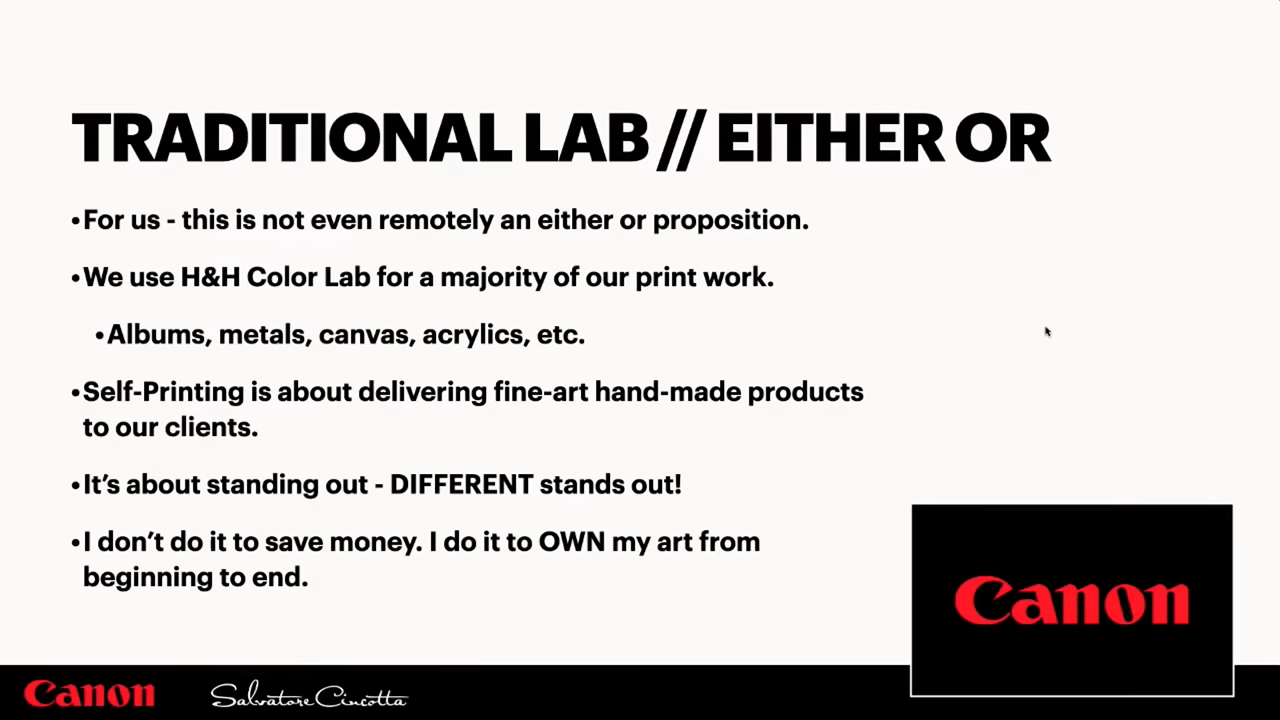 TRADITIONAL LAB // EITHER OR
•For us - this is not even remotely an either or proposition.
•We use H&H Color Lab for a majority of our print work.
•Albums, metals, canvas, acrylics, etc.
•Self-Printing is about delivering fine-art hand-made products
to our clients.
•It’s about standing out - DIFFERENT stands out!
•I don’t do it to save money. I do it to OWN my art from
beginning to end.
Canon
Canon
Salvatore Cincotta